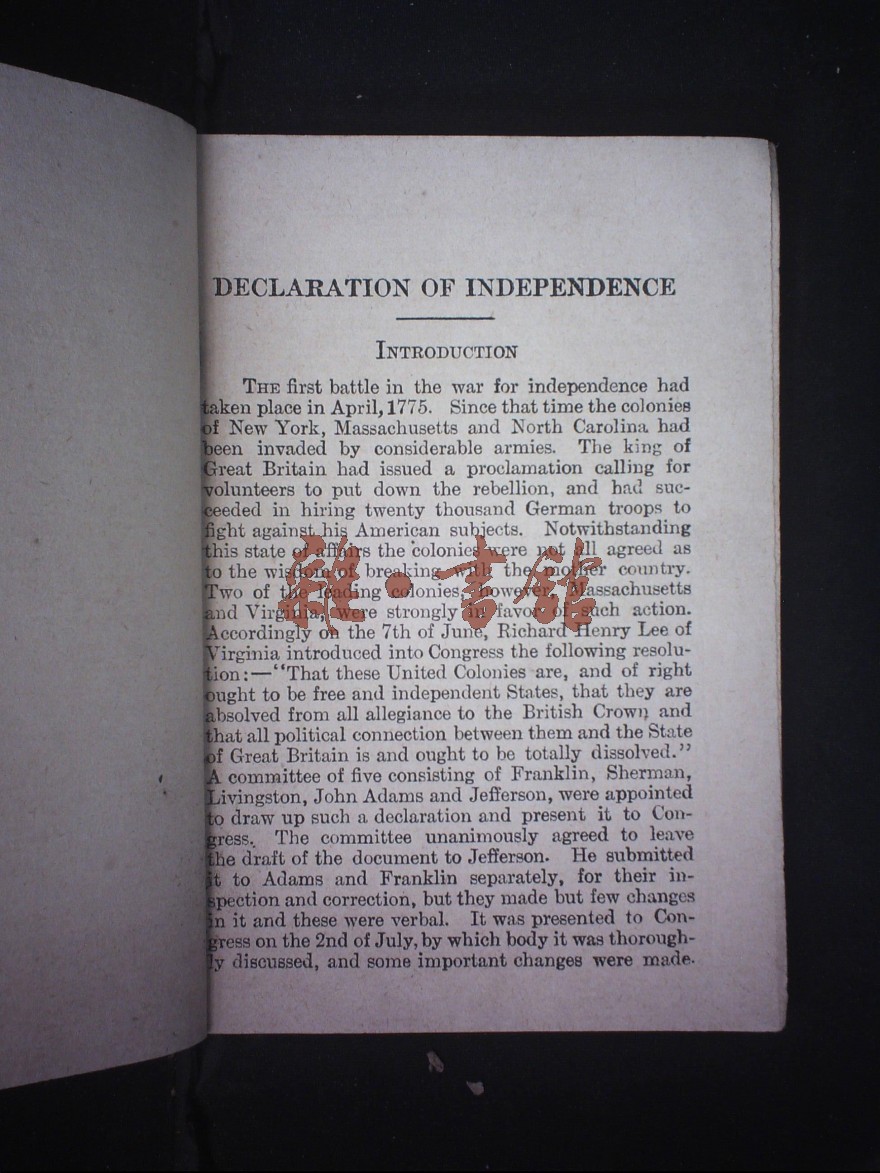 DECLARATION OF INDEPENDENCE
INTRODUCTION
THE first battle in the war for independence had
taken place in April, 1775. Since that time the colonies
of New York, Massachusetts and North Carolina had
been invaded by considerable armies. The king of
Great Britain had issued a proclamation calling for
volunteers to put down the rebellion, and had suc-
ceeded in hiring twenty thousand German troops to
fight against his American subjects. Notwithstanding
this state of affairs the colonies were not all agreed as
to the wisdom of breaking with the mother country.
Two of the leading colonies, however, Massachusetts
and Virginia, were strongly in favor of such action.
Accordingly on the 7th of June, Richard Henry Lee of
Virginia introduced into Congress the following resolu-
tion:—"That these United Colonies are, and of right
ought to be free and independent States, that they are
absolved from all allegiance to the British Crown and
that all political connection between them and the State
of Great Britain is and ought to be totally dissolved."
A committee of five consisting of Franklin, Sherman,
Livingston, John Adams and Jefferson, were appointed
to draw up such a declaration and present it to Con-
gress. The committee unanimously agreed to leave
the draft of the document to Jefferson. He submitted
it to Adams and Franklin separately, for their in-
spection and correction, but they made but few changes
in it and these were verbal. It was presented to Con-
gress on the 2nd of July, by which body it was thorough-
ly discussed, and some important changes were made.
書館